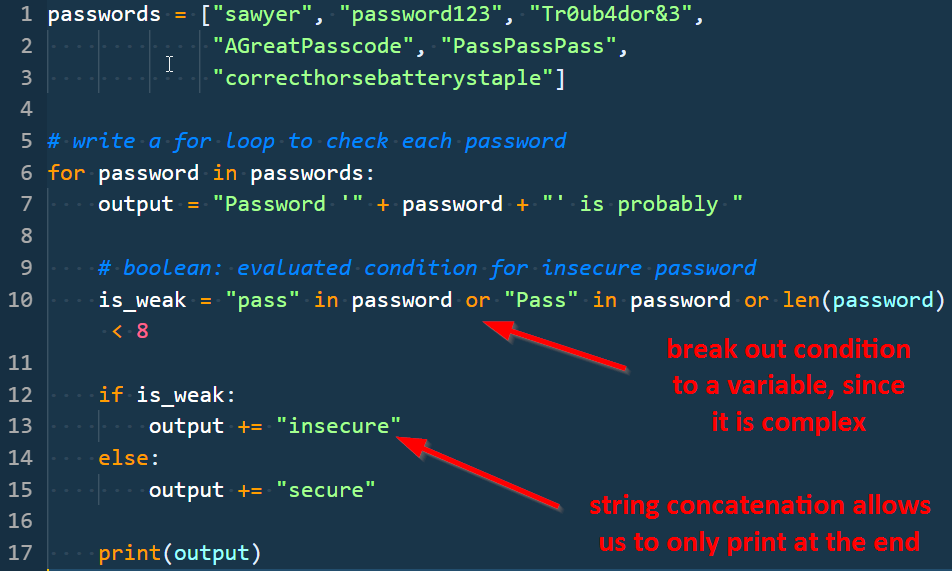 1 passwords = ["sawyer", "password123", "Tr0ub4dor&3",
2 "AGreatPasscode", "PassPassPass",
3 "correcthorsebatterystaple"]
4
5 # write a for loop to check each password
6 for password in passwords:
7 output = "Password '" + password + "' is probably "
8
9 # boolean: evaluated condition for insecure password
10 is_weak = "pass" in password or "Pass" in password or len(password)
< 8
break out condition
to a variable, since
it is complex
11
12 if is_weak:
13 output += "insecure"
14 else:
15 output += "secure"
string concatenation allows
us to only print at the end
16
17 print(output)